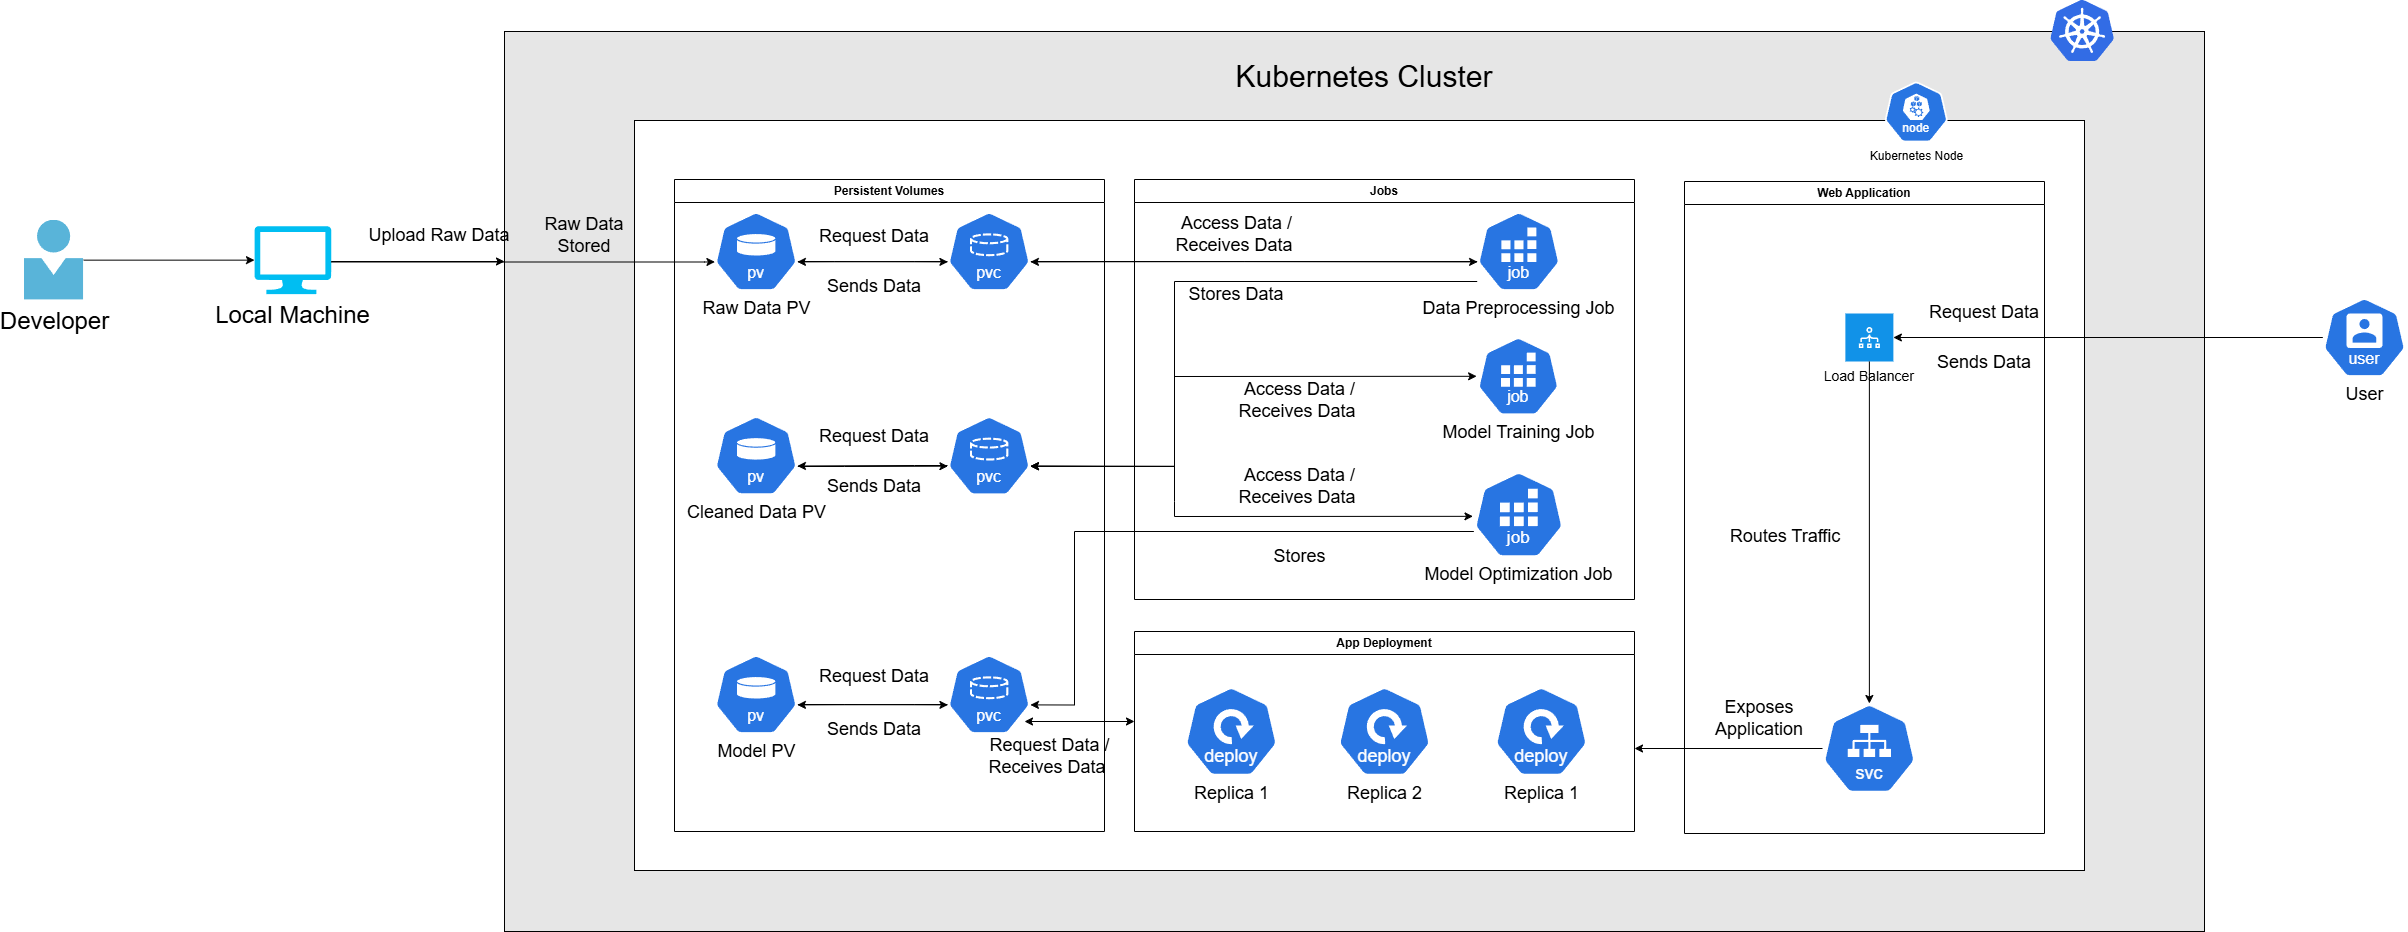 Kubernetes Cluster
node
Kubernetes Node
Developer
Local Machine
Upload Raw Data
Raw Data
Stored
Persistent Volumes
pv
Raw Data PV
Request Data
Sends Data
pvc
pv
Cleaned Data PV
Request Data
Sends Data
pvc
pv
Model PV
Request Data
Sends Data
pvc
Request Data /
Receives Data
Jobs
Access Data /
Receives Data
Stores Data
job
Data Preprocessing Job
Access Data /
Receives Data
job
Model Training Job
Access Data /
Receives Data
job
Stores
Model Optimization Job
App Deployment
deploy
Replica 1
deploy
Replica 2
deploy
Replica 1
Web Application
Load Balancer
Request Data
Sends Data
Routes Traffic
Exposes
Application
svc
user
User